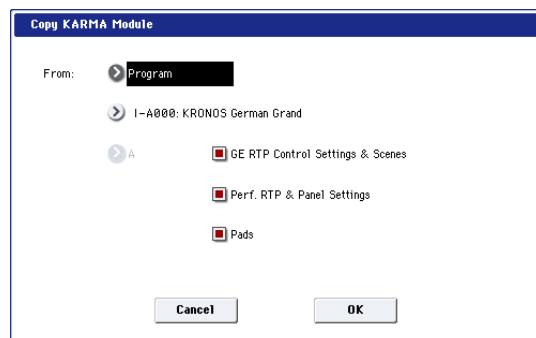 Copy KARMA Module
From: Program
I-A000: KRONOS German Grand
A GE RTP Control Settings & Scenes
Perf. RTP & Panel Settings
Pads
Cancel OK